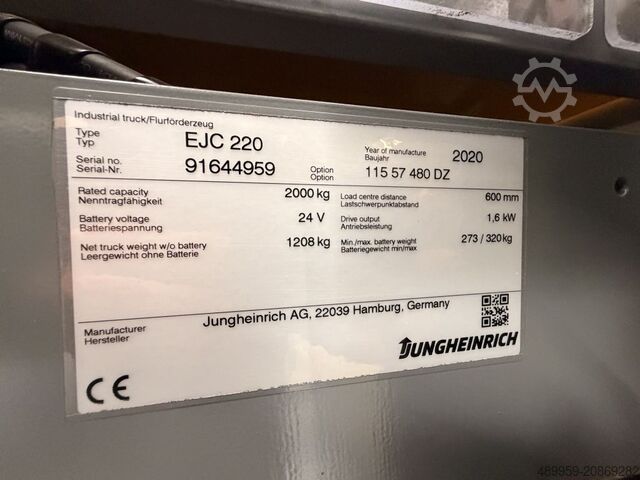 Industrial truck/Flurförderzeug
Type EJC 220 Year of manufacture 2020
Typ Baujahr
Serial no. 91644959 Option 115 57 480 DZ
Serial-Nr. Option
Rated capacity 2000 kg Load centre distance 600 mm
Nenntragfähigkeit Lastschwerpunktabstand
Battery voltage 24 V Drive output 1,6 kW
Batteriespannung Antriebsleistung
Net truck weight w/o battery 1208 kg Min./max. battery weight 273 / 320 kg
Leergewicht ohne Batterie Batteriegewicht min/max
Manufacturer Jungheinrich AG, 22039 Hamburg, Germany
Hersteller
JUNGHEINRICH
CE
489959-20869282